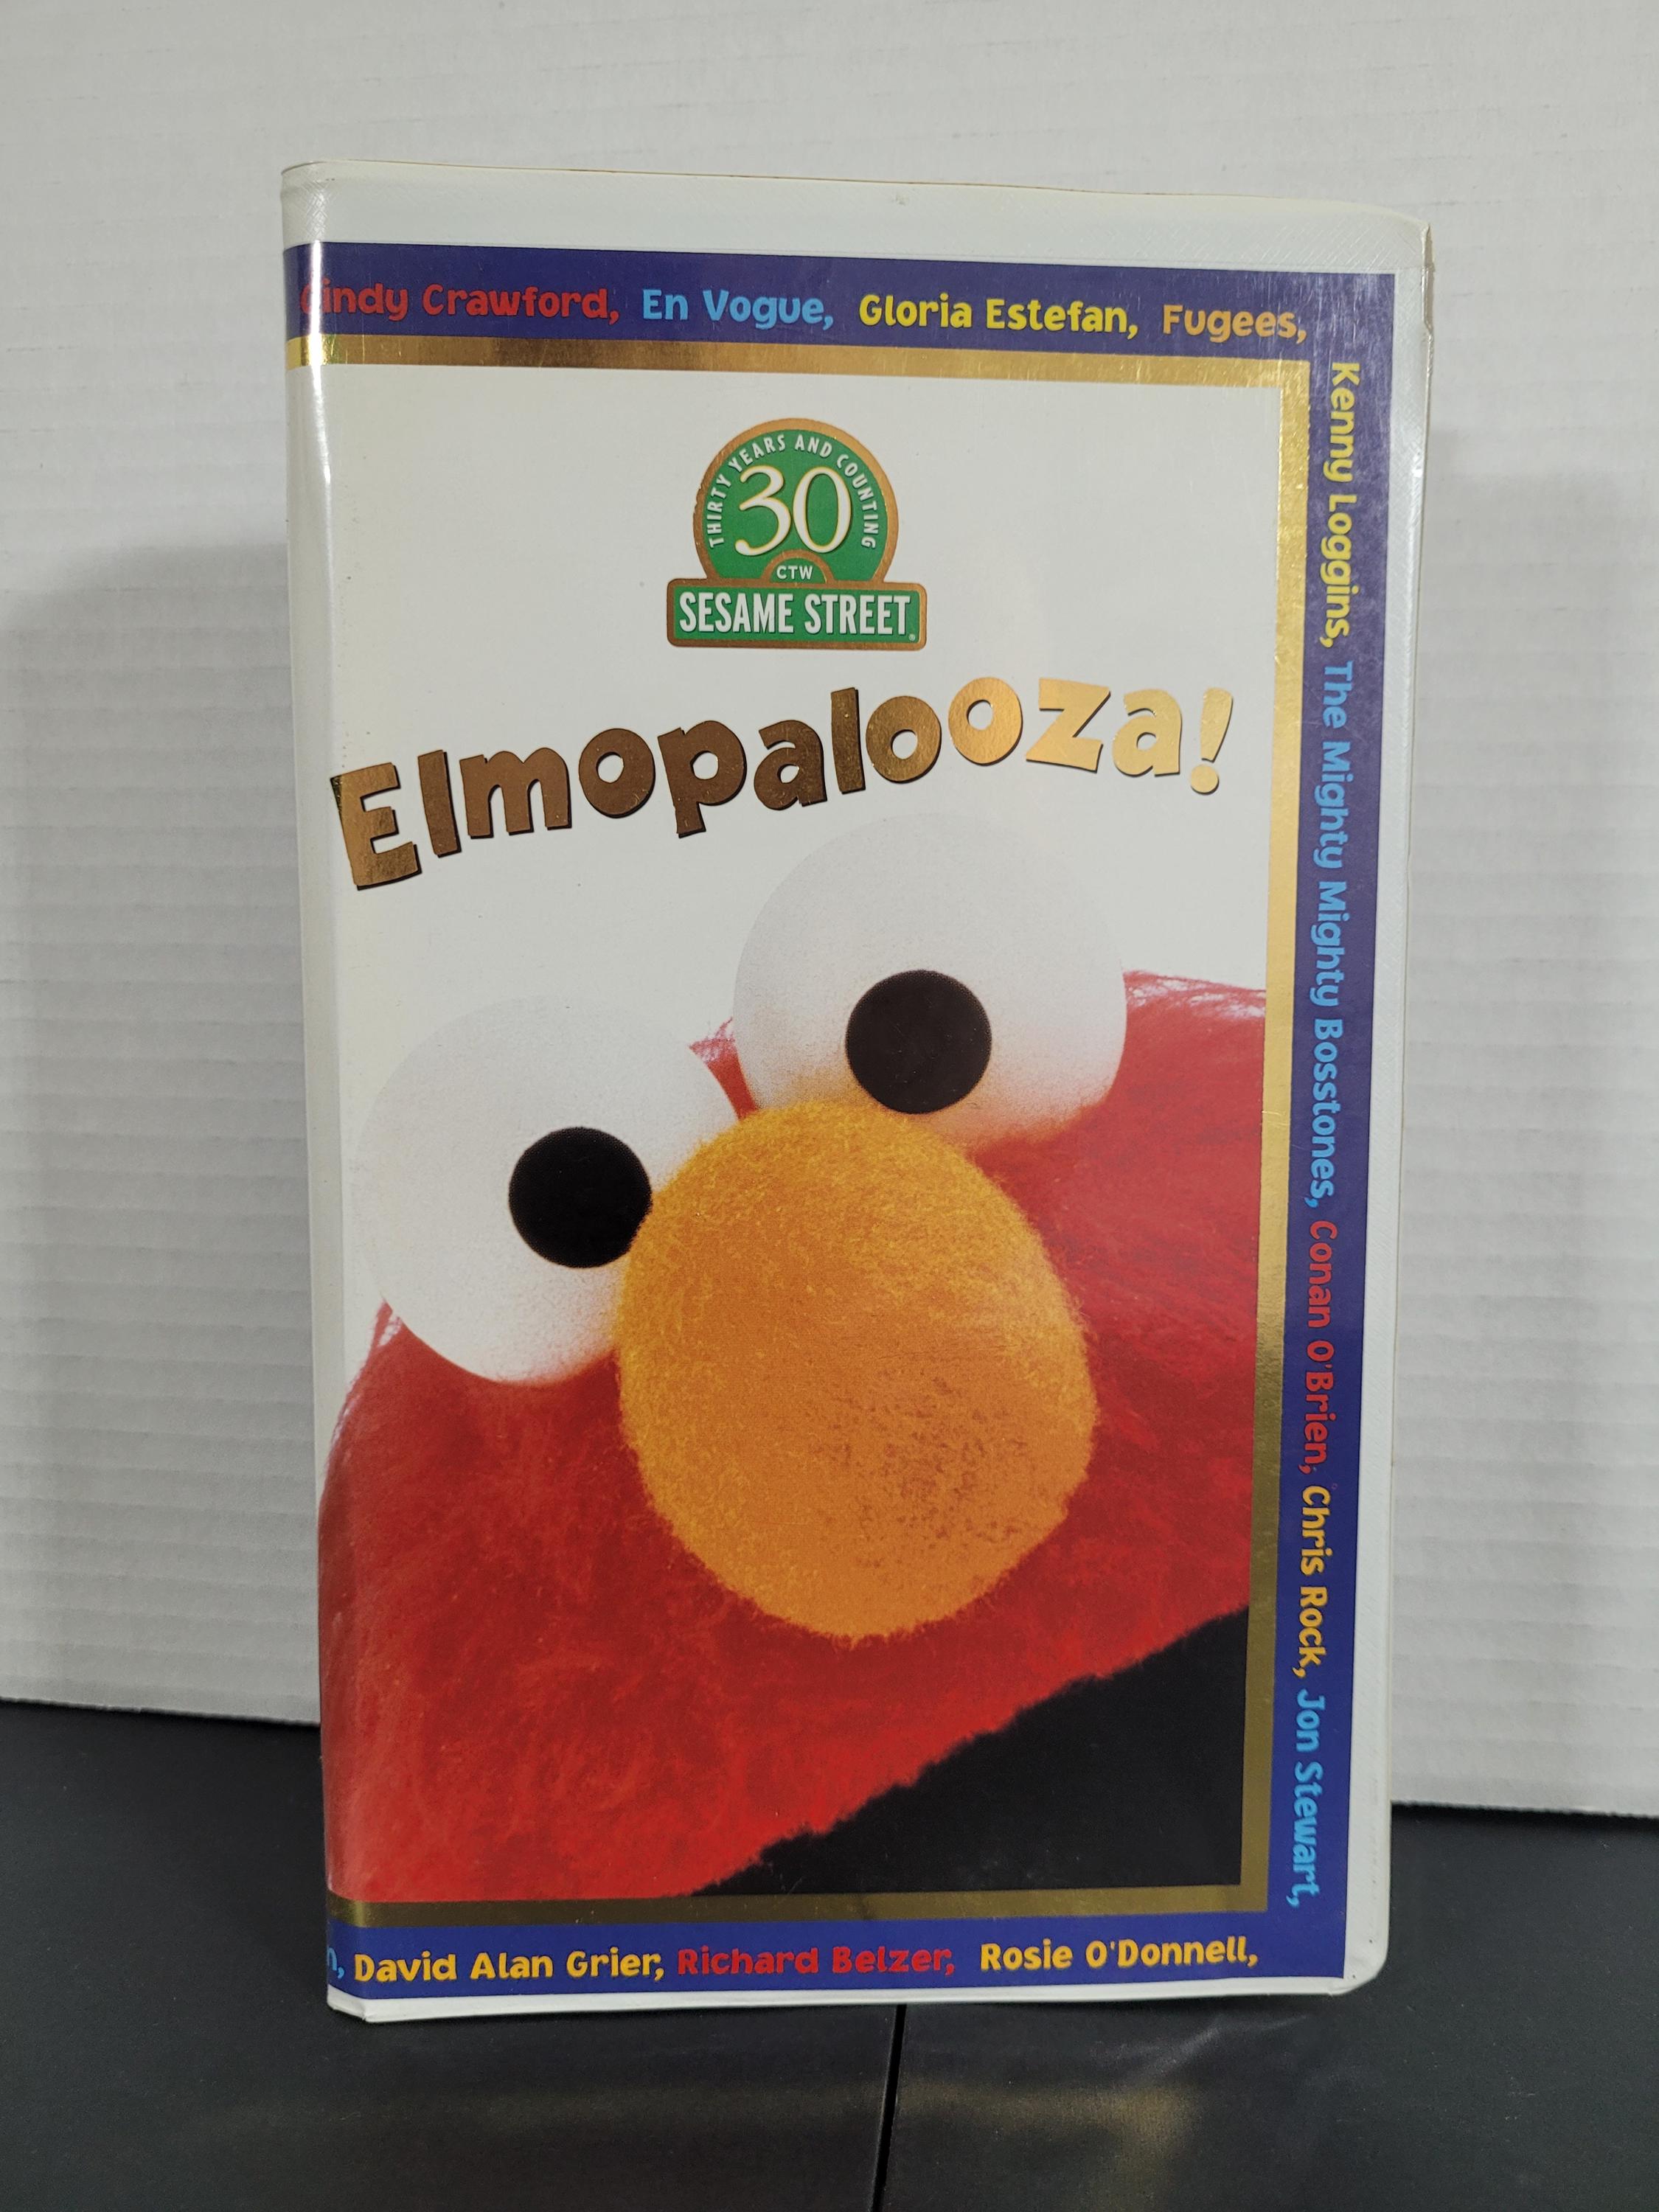 Cindy Crawford, En Vogue, Gloria Estefan, Fugees,
Kenny Loggins, The Mighty Mighty Bosstones, Conan O'Brien, Chris Rock, Jon Stewart,
THIRTY YEARS AND COUNTING
30
CTW
SESAME STREET®
Elmopalooza!
David Alan Grier, Richard Belzer, Rosie O'Donnell,